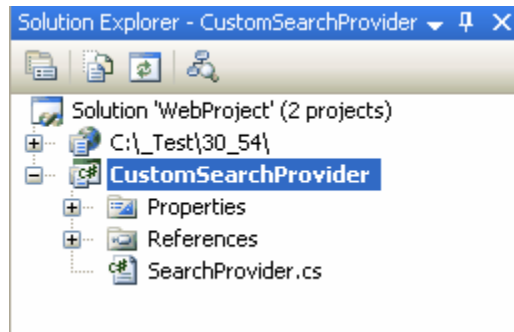 Solution Explorer - CustomSearchProvider
Solution 'WebProject' (2 projects)
C:\_Test\30_54\
CustomSearchProvider
Properties
References
SearchProvider.cs